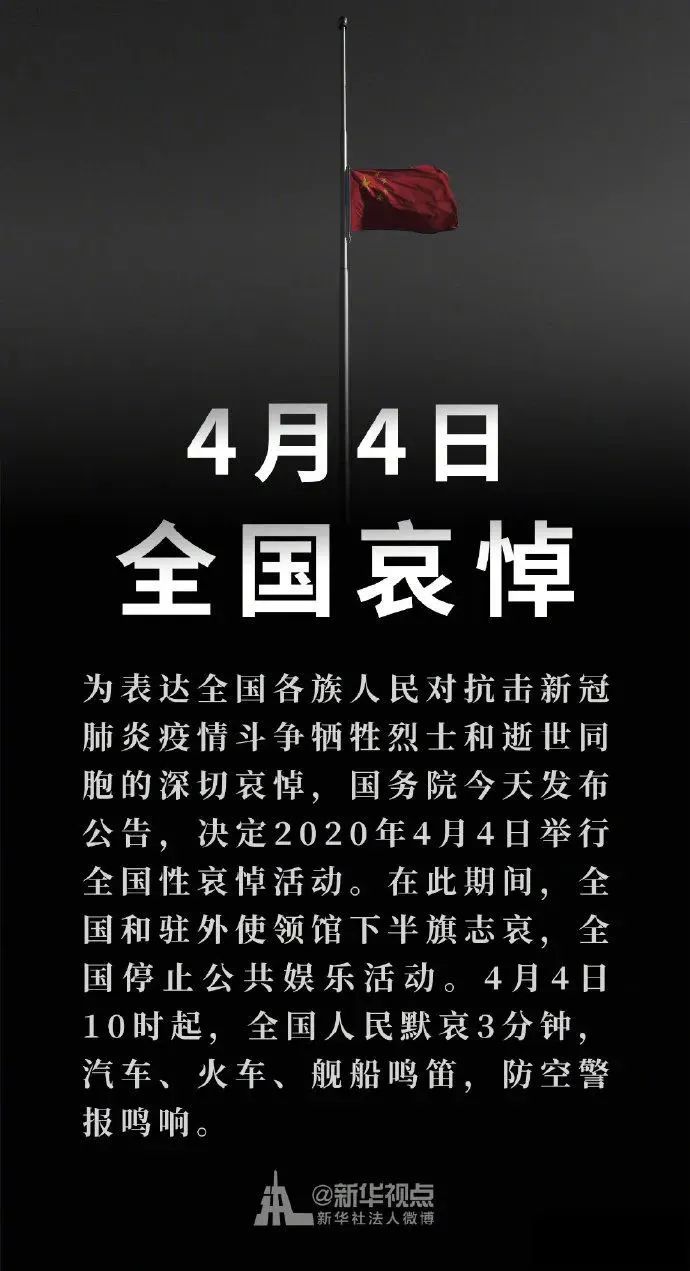 4月4日
全国哀悼
为表达全国各族人民对抗击新冠
肺炎疫情斗争牺牲烈士和逝世同
胞的深切哀悼，国务院今天发布
公告，决定2020年4月4日举行
全国性哀悼活动。在此期间，全
国和驻外使领馆下半旗志哀，全
国停止公共娱乐活动。4月4日
10时起，全国人民默哀3分钟，
汽车、火车、舰船鸣笛，防空警
报鸣响。
@新华视点
新华社法人微博